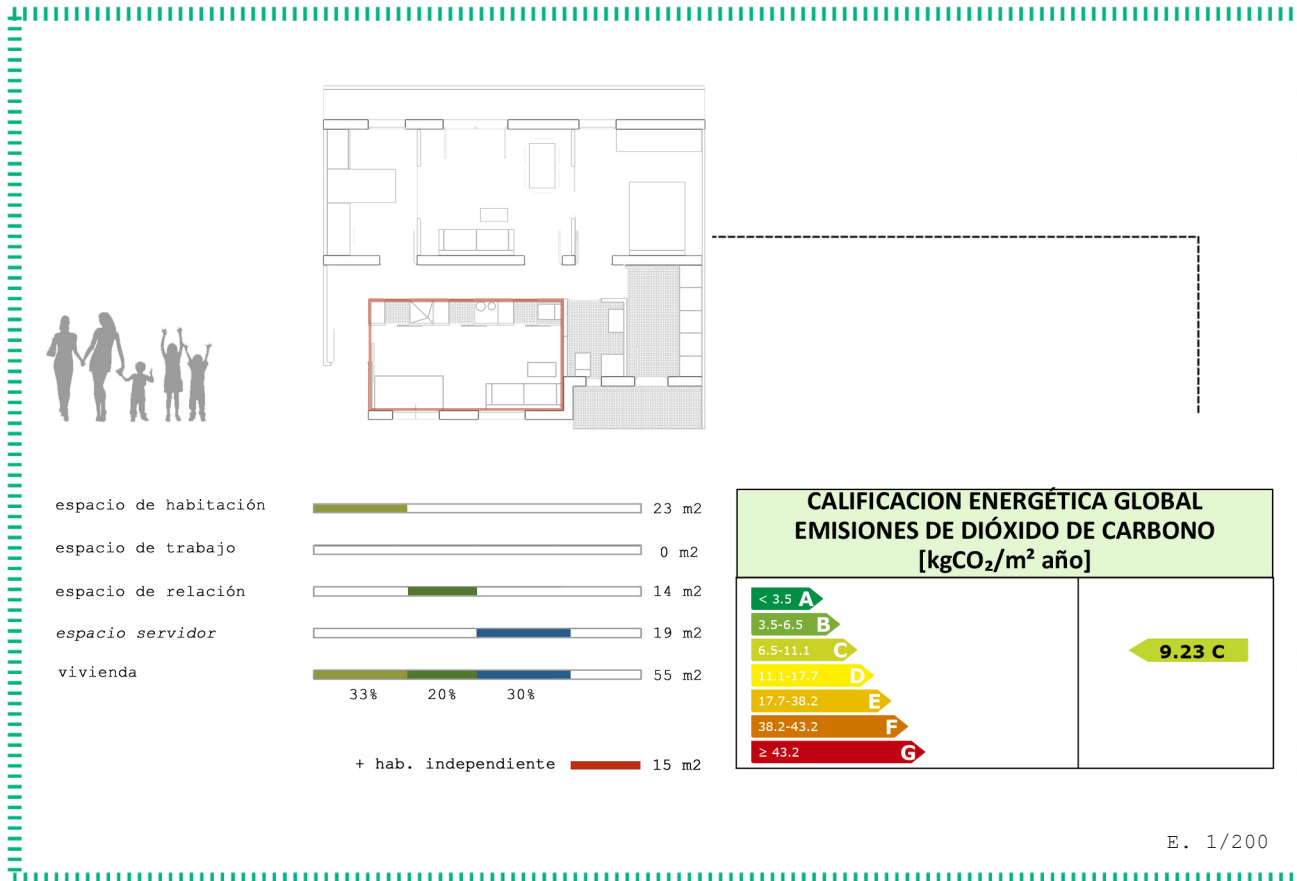 espacio de habitación 23 m2
espacio de trabajo 0 m2
espacio de relación 14 m2
espacio servidor 19 m2
vivienda 55 m2
33% 20% 30%
+ hab. independiente 15 m2
CALIFICACION ENERGÉTICA GLOBAL
EMISIONES DE DIÓXIDO DE CARBONO
[kgCO₂/m² año]
< 3.5 A
3.5-6.5 B
6.5-11.1 C
11.1-17.7 D
17.7-38.2 E
38.2-43.2 F
≥ 43.2 G
9.23 C
E. 1/200